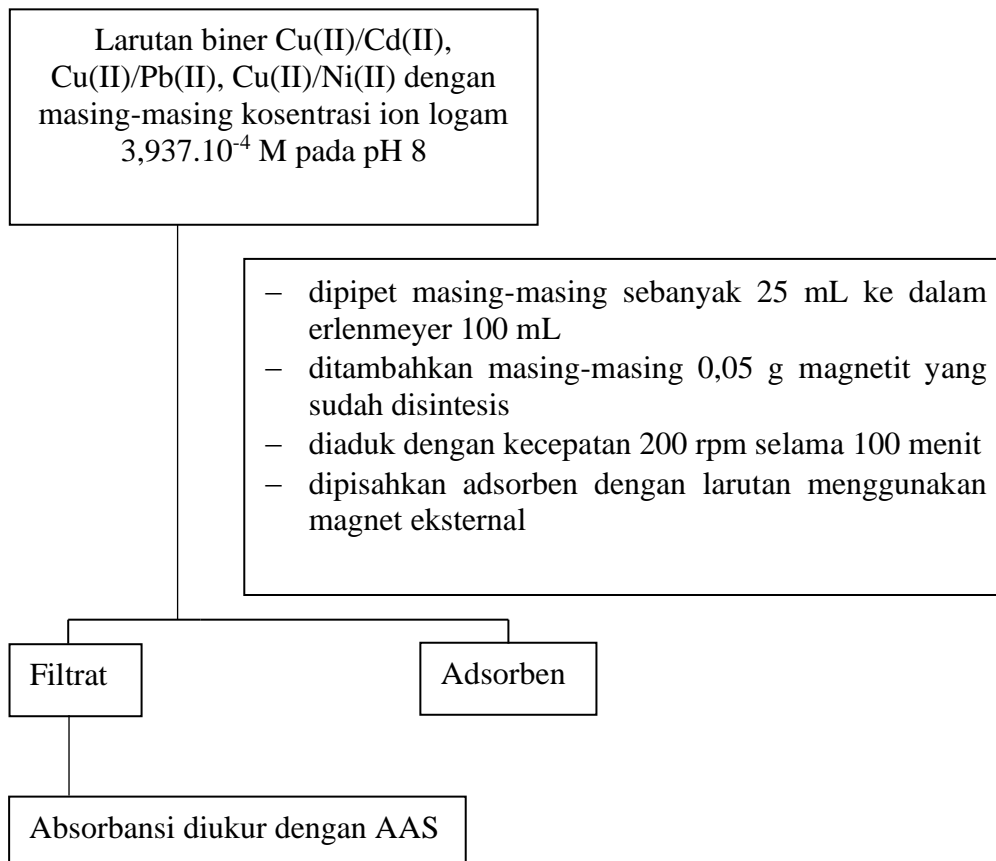 Larutan biner Cu(II)/Cd(II),
Cu(II)/Pb(II), Cu(II)/Ni(II) dengan
masing-masing kosentrasi ion logam
3,937.10⁻⁴ M pada pH 8
− dipipet masing-masing sebanyak 25 mL ke dalam
erlenmeyer 100 mL
− ditambahkan masing-masing 0,05 g magnetit yang
sudah disintesis
− diaduk dengan kecepatan 200 rpm selama 100 menit
− dipisahkan adsorben dengan larutan menggunakan
magnet eksternal
Filtrat
Adsorben
Absorbansi diukur dengan AAS